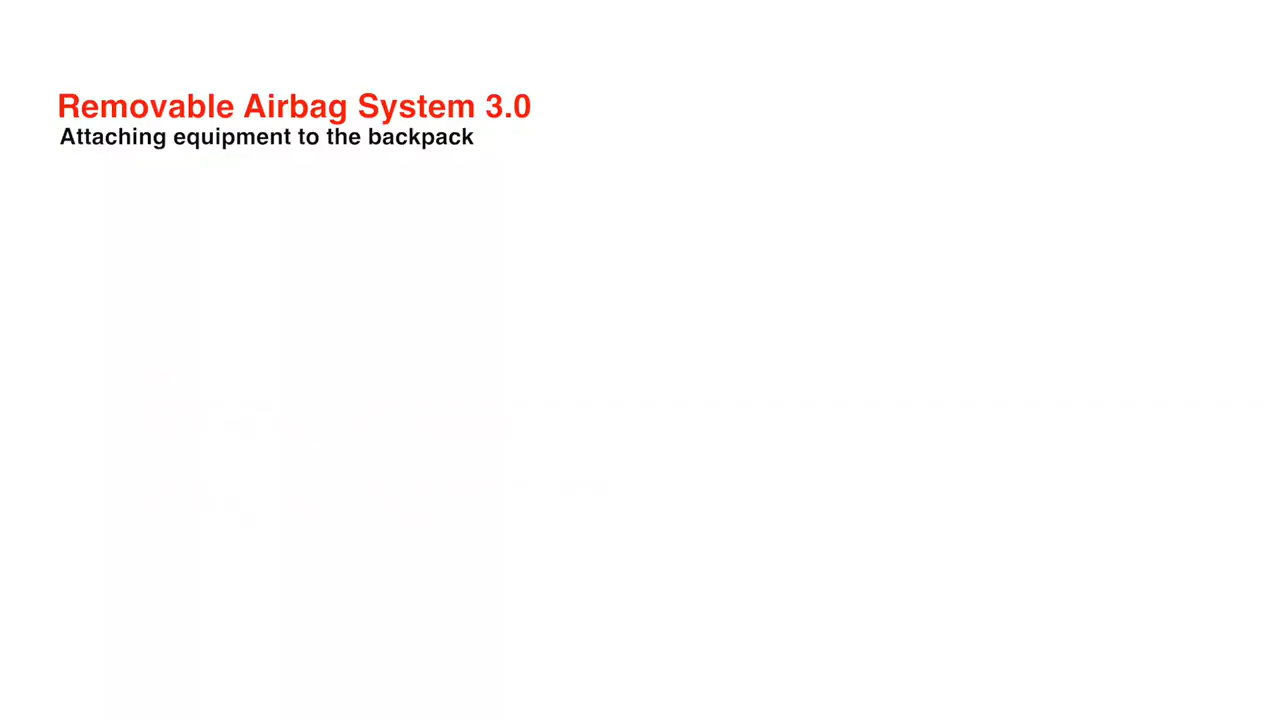 Removable Airbag System 3.0
Attaching equipment to the backpack